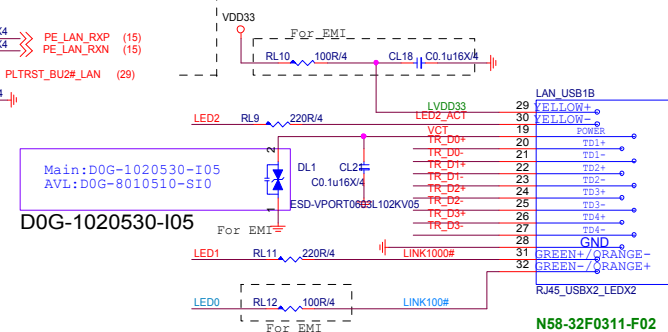 X4 PE_LAN_RXP (15)
X4 PE_LAN_RXN (15)
PLTRST_BU2#_LAN (29)
VDD33
For EMI
RL10 100R/4 CL18 C0.1u16X/4
LAN_USB1B
LVDD33 29 YELLOW+
LED2 RL9 220R/4 LED2_ACT 30 YELLOW-
VCT 19 POWER
TR_D0+ 20 TD1+
TR_D0- 21 TD1-
TR_D1+ 22 TD2+
TR_D1- 23 TD2-
TR_D2+ 24 TD3+
TR_D2- 25 TD3-
TR_D3+ 26 TD4+
TR_D3- 27 TD4-
28 GND
2
Main:D0G-1020530-I05
AVL:D0G-8010510-SI0
DL1 CL21
C0.1u16X/4
1 ESD-VPORT0603L102KV05
D0G-1020530-I05
For EMI
LED1 RL11 220R/4 LINK1000# 31 GREEN+/ORANGE-
32 GREEN-/ORANGE+
RJ45_USBX2_LEDX2
LED0 RL12 100R/4 LINK100#
For EMI
N58-32F0311-F02